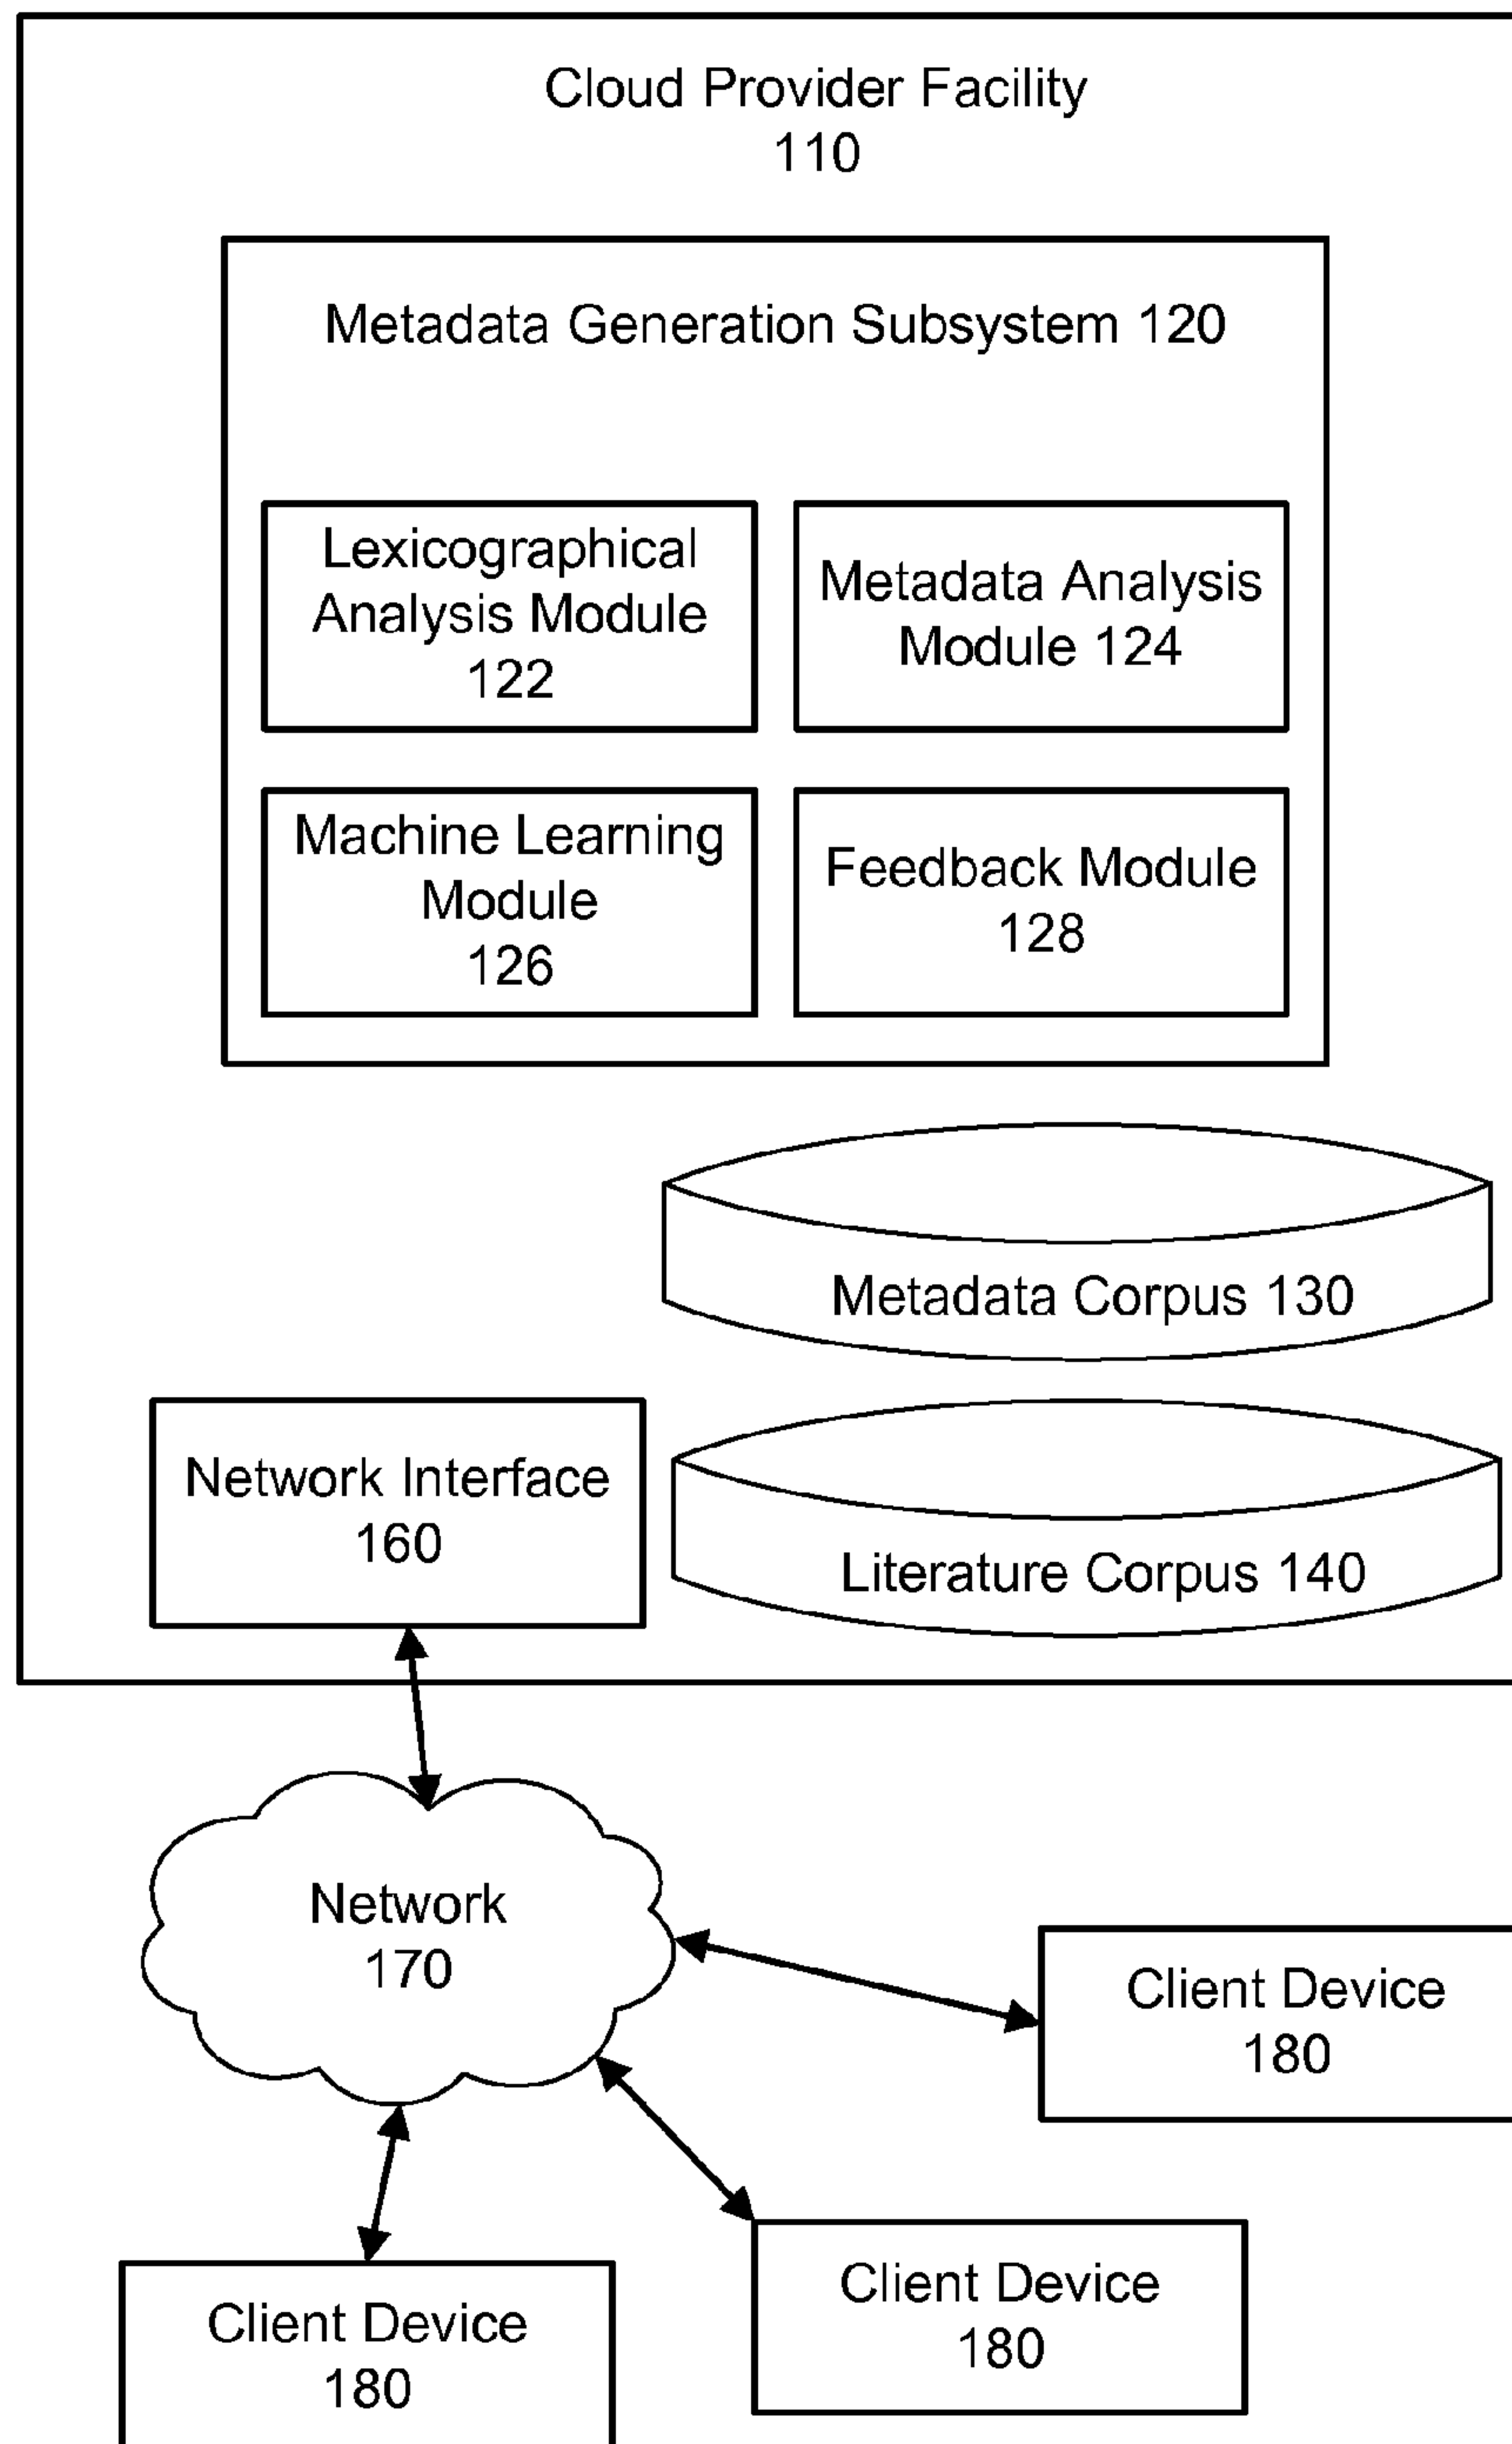 Cloud Provider Facility
110
Metadata Generation Subsystem 120
Lexicographical
Analysis Module
122
Metadata Analysis
Module 124
Machine Learning
Module
126
Feedback Module
128
Metadata Corpus 130
Network Interface
160
Literature Corpus 140
Network
170
Client Device
180
Client Device
180
Client Device
180